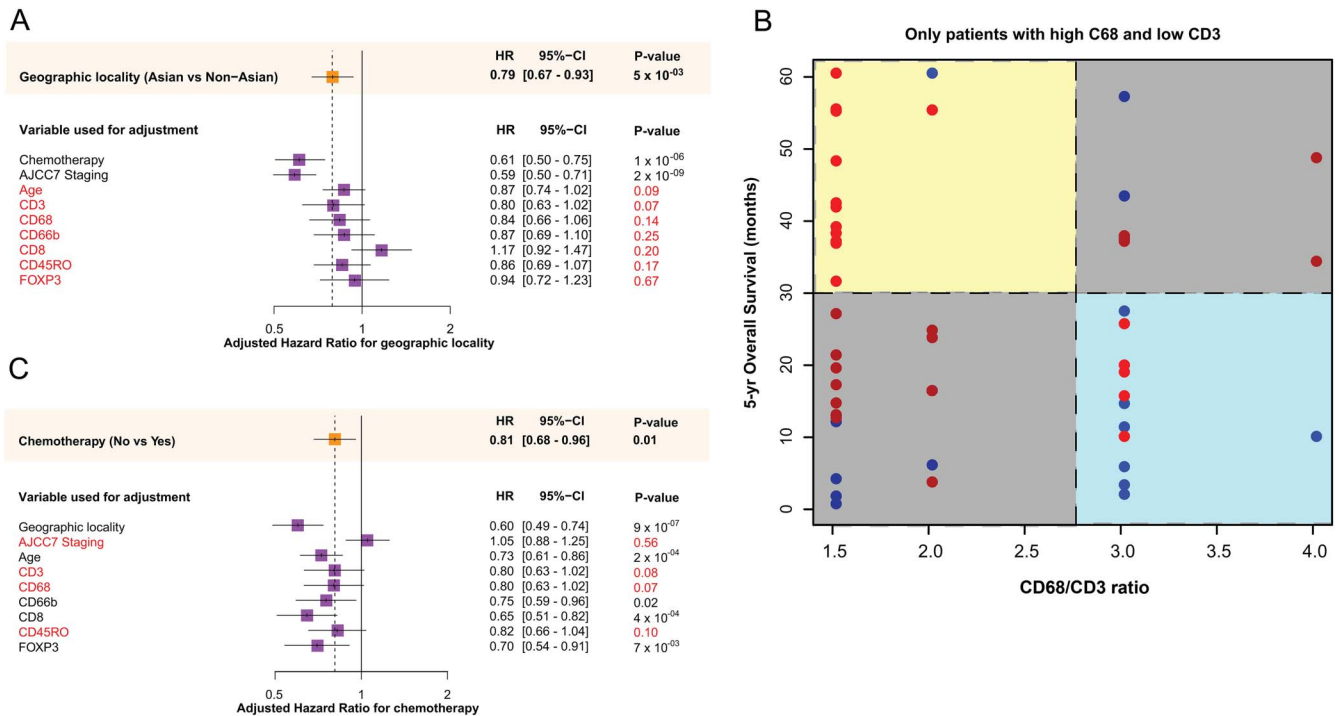 A
HR 95%−CI P-value
Geographic locality (Asian vs Non−Asian) 0.79 [0.67 - 0.93] 5 x 10-03
Variable used for adjustment HR 95%−CI P-value
Chemotherapy 0.61 [0.50 - 0.75] 1 x 10-06
AJCC7 Staging 0.59 [0.50 - 0.71] 2 x 10-09
Age 0.87 [0.74 - 1.02] 0.09
CD3 0.80 [0.63 - 1.02] 0.07
CD68 0.84 [0.66 - 1.06] 0.14
CD66b 0.87 [0.69 - 1.10] 0.25
CD8 1.17 [0.92 - 1.47] 0.20
CD45RO 0.86 [0.69 - 1.07] 0.17
FOXP3 0.94 [0.72 - 1.23] 0.67
0.5 1 2
Adjusted Hazard Ratio for geographic locality
B
Only patients with high C68 and low CD3
5-yr Overall Survival (months)
60
50
40
30
20
10
0
1.5 2.0 2.5 3.0 3.5 4.0
CD68/CD3 ratio
C
HR 95%−CI P-value
Chemotherapy (No vs Yes) 0.81 [0.68 - 0.96] 0.01
Variable used for adjustment HR 95%−CI P-value
Geographic locality 0.60 [0.49 - 0.74] 9 x 10-07
AJCC7 Staging 1.05 [0.88 - 1.25] 0.56
Age 0.73 [0.61 - 0.86] 2 x 10-04
CD3 0.80 [0.63 - 1.02] 0.08
CD68 0.80 [0.63 - 1.02] 0.07
CD66b 0.75 [0.59 - 0.96] 0.02
CD8 0.65 [0.51 - 0.82] 4 x 10-04
CD45RO 0.82 [0.66 - 1.04] 0.10
FOXP3 0.70 [0.54 - 0.91] 7 x 10-03
0.5 1 2
Adjusted Hazard Ratio for chemotherapy